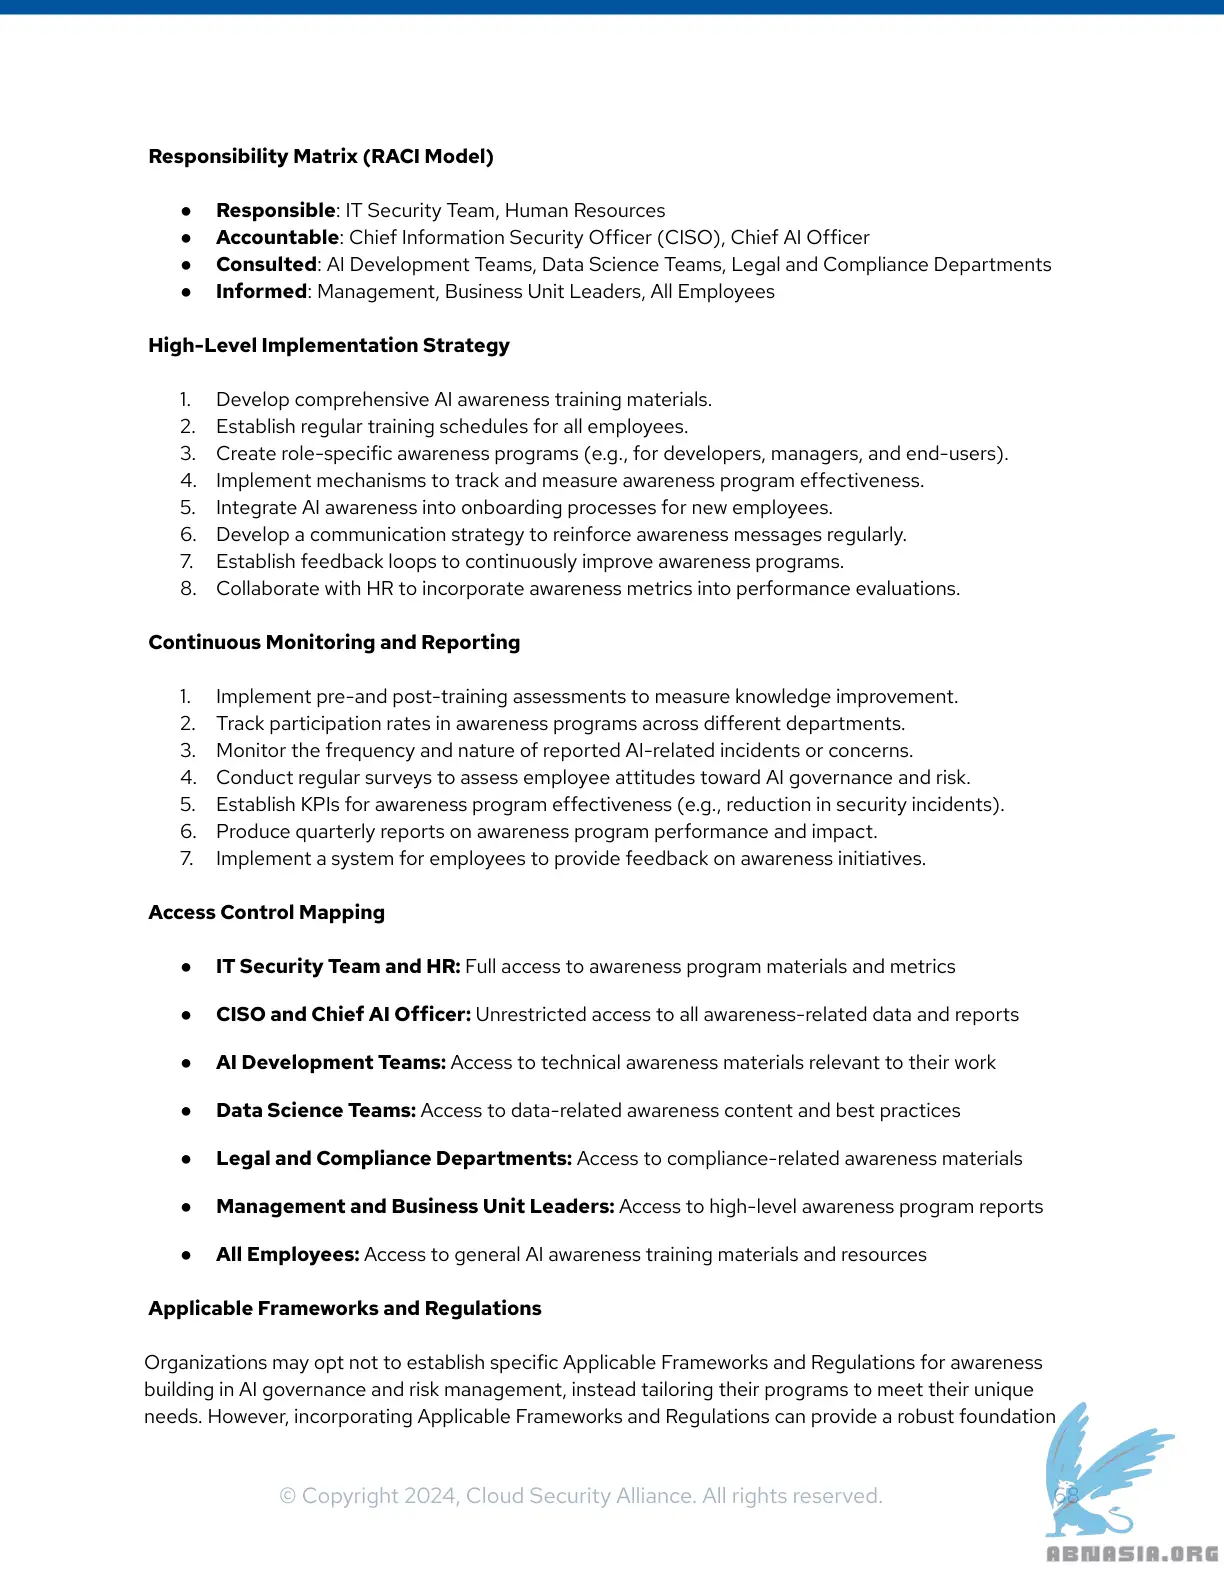 Responsibility Matrix (RACI Model)
● Responsible: IT Security Team, Human Resources
● Accountable: Chief Information Security Officer (CISO), Chief AI Officer
● Consulted: AI Development Teams, Data Science Teams, Legal and Compliance Departments
● Informed: Management, Business Unit Leaders, All Employees
High-Level Implementation Strategy
1. Develop comprehensive AI awareness training materials.
2. Establish regular training schedules for all employees.
3. Create role-specific awareness programs (e.g., for developers, managers, and end-users).
4. Implement mechanisms to track and measure awareness program effectiveness.
5. Integrate AI awareness into onboarding processes for new employees.
6. Develop a communication strategy to reinforce awareness messages regularly.
7. Establish feedback loops to continuously improve awareness programs.
8. Collaborate with HR to incorporate awareness metrics into performance evaluations.
Continuous Monitoring and Reporting
1. Implement pre-and post-training assessments to measure knowledge improvement.
2. Track participation rates in awareness programs across different departments.
3. Monitor the frequency and nature of reported AI-related incidents or concerns.
4. Conduct regular surveys to assess employee attitudes toward AI governance and risk.
5. Establish KPIs for awareness program effectiveness (e.g., reduction in security incidents).
6. Produce quarterly reports on awareness program performance and impact.
7. Implement a system for employees to provide feedback on awareness initiatives.
Access Control Mapping
● IT Security Team and HR: Full access to awareness program materials and metrics
● CISO and Chief AI Officer: Unrestricted access to all awareness-related data and reports
● AI Development Teams: Access to technical awareness materials relevant to their work
● Data Science Teams: Access to data-related awareness content and best practices
● Legal and Compliance Departments: Access to compliance-related awareness materials
● Management and Business Unit Leaders: Access to high-level awareness program reports
● All Employees: Access to general AI awareness training materials and resources
Applicable Frameworks and Regulations
Organizations may opt not to establish specific Applicable Frameworks and Regulations for awareness
building in AI governance and risk management, instead tailoring their programs to meet their unique
needs. However, incorporating Applicable Frameworks and Regulations can provide a robust foundation
© Copyright 2024, Cloud Security Alliance. All rights reserved. 68
ABNASIA.ORG